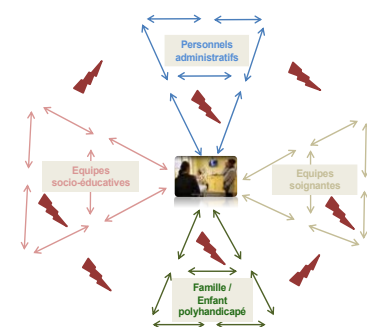 Personnels
administratifs
Equipes
socio-éducatives
Equipes
soignantes
Famille /
Enfant
polyhandicapé